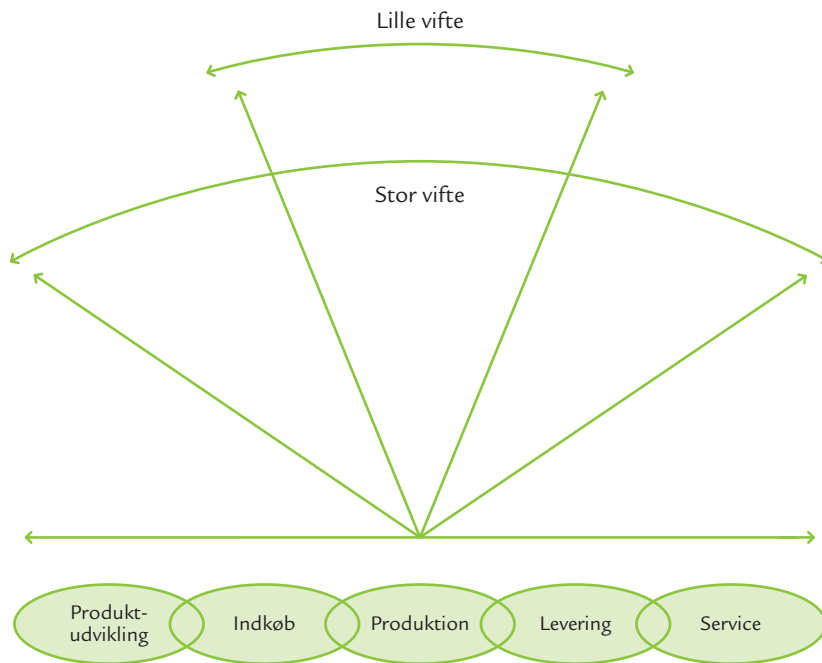 Lille vifte
Stor vifte
Produkt-
udvikling
Indkøb
Produktion
Levering
Service